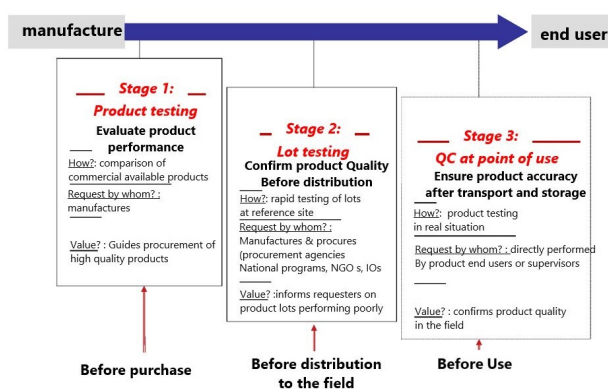 manufacture
end user
Stage 1:
Product testing
Evaluate product
performance
How?: comparison of
commercial available products
Request by whom? :
manufactures
Value? : Guides procurement of
high quality products
Stage 2:
Lot testing
Confirm product Quality
Before distribution
How?: rapid testing of lots
at reference site
Request by whom? :
Manufactures & procures
(procurement agencies
National programs, NGO s, IOs
Value? :informs requesters on
product lots performing poorly
Stage 3:
QC at point of use
Ensure product accuracy
after transport and storage
How?: product testing
in real situation
Request by whom? : directly performed
By product end users or supervisors
Value? : confirms product quality
in the field
Before purchase
Before distribution
to the field
Before Use